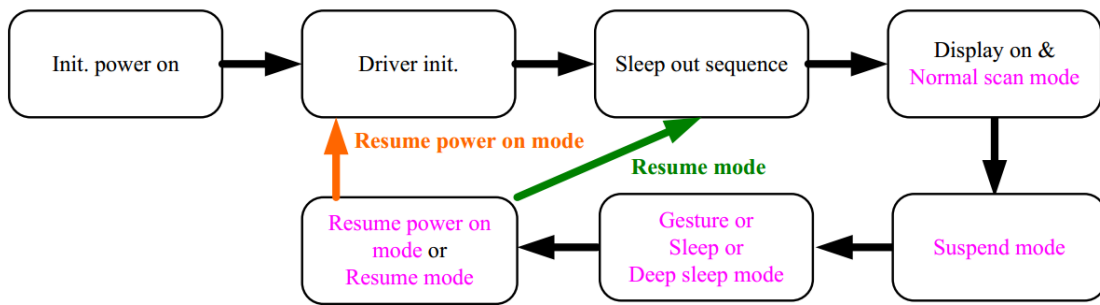 Init. power on
Driver init.
Sleep out sequence
Display on &
Normal scan mode
Resume power on mode
Resume mode
Resume power on
mode or
Resume mode
Gesture or
Sleep or
Deep sleep mode
Suspend mode